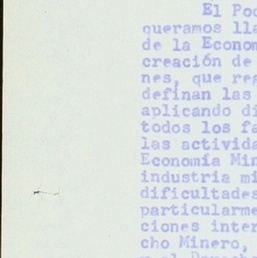 El Pod
queramos lla
de la Econom
creación de
nes, que reg
definan las
aplicando di
todos los fa
las activida
Economía Min
industria mi
dificultades
particularme
ciones inter
cho Minero,